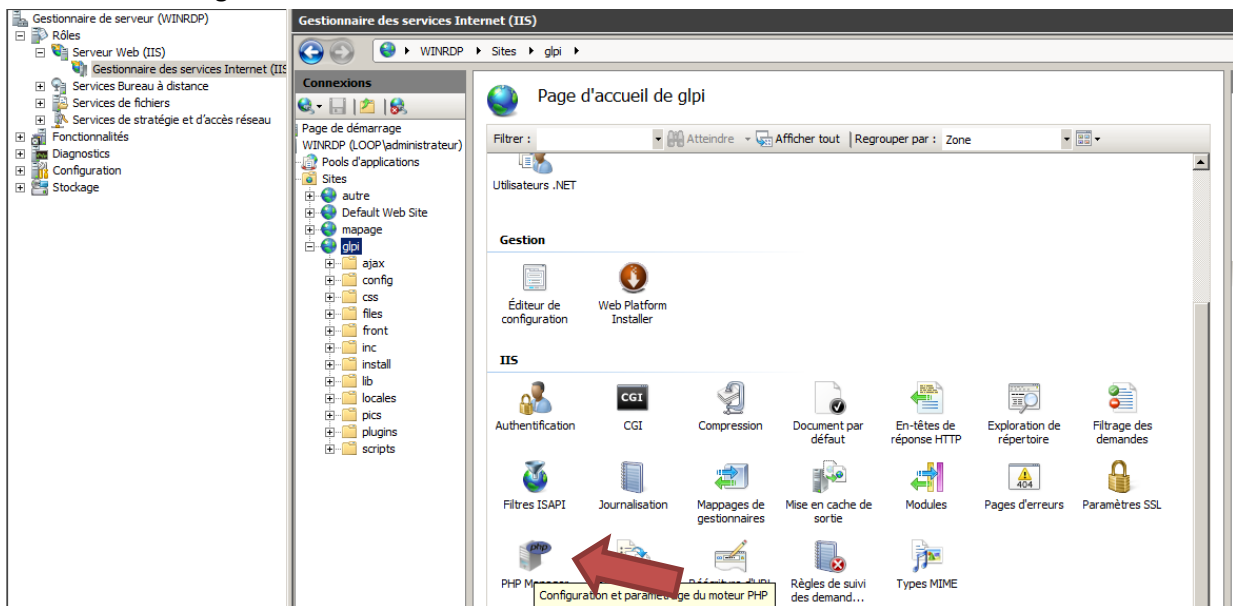 Gestionnaire de serveur (WINRDP)
Rôles
Serveur Web (IIS)
Gestionnaire des services Internet (IIS
Services Bureau à distance
Services de fichiers
Services de stratégie et d'accès réseau
Fonctionnalités
Diagnostics
Configuration
Stockage
Gestionnaire des services Internet (IIS)
WINRDP Sites glpi
Connexions
Page de démarrage
WINRDP (LOOP\administrateur)
Pools d'applications
Sites
autre
Default Web Site
mapage
glpi
ajax
config
css
files
front
inc
install
lib
locales
pics
plugins
scripts
Page d'accueil de glpi
Filtrer : Atteindre Afficher tout Regrouper par : Zone
Utilisateurs .NET
Gestion
Éditeur de
configuration
Web Platform
Installer
IIS
Authentification
CGI
CGI
Compression
Document par
défaut
En-têtes de
réponse HTTP
Exploration de
répertoire
Filtrage des
demandes
Filtres ISAPI
Journalisation
Mappages de
gestionnaires
Mise en cache de
sortie
Modules
404
Pages d'erreurs
Paramètres SSL
php
PHP Manager
Règles de suivi
des demand...
Types MIME
Configuration et paramétrage du moteur PHP